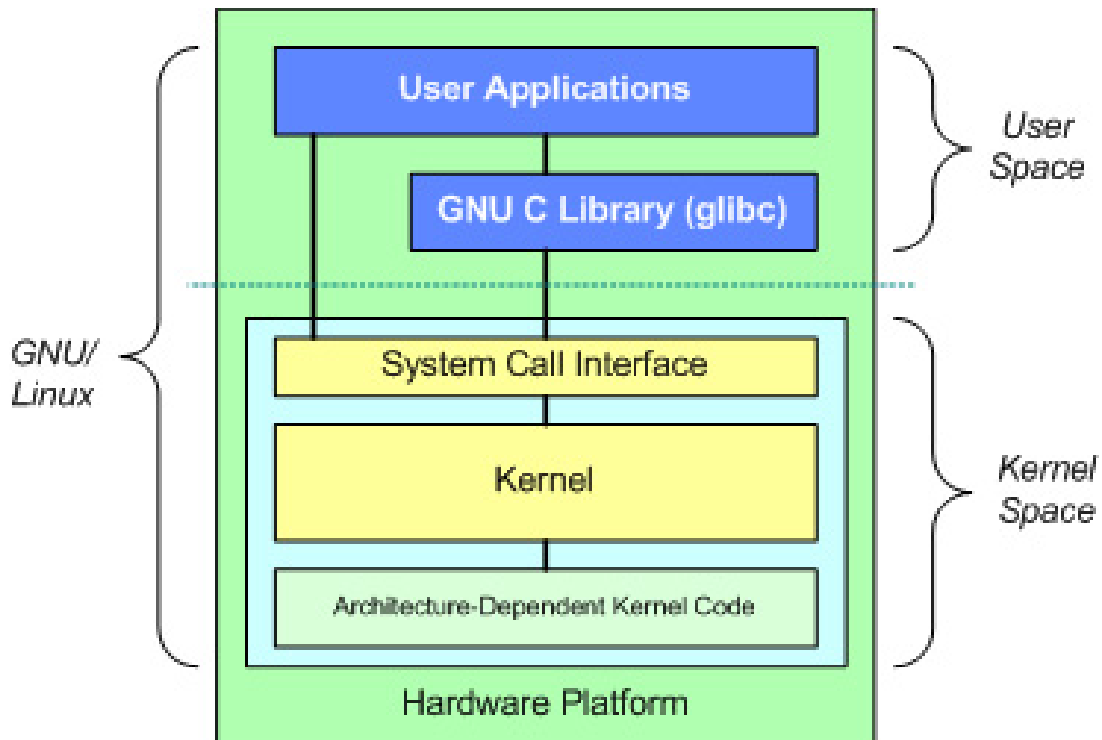 User Applications
User
Space
GNU C Library (glibc)
GNU/
Linux
System Call Interface
Kernel
Kernel
Space
Architecture-Dependent Kernel Code
Hardware Platform